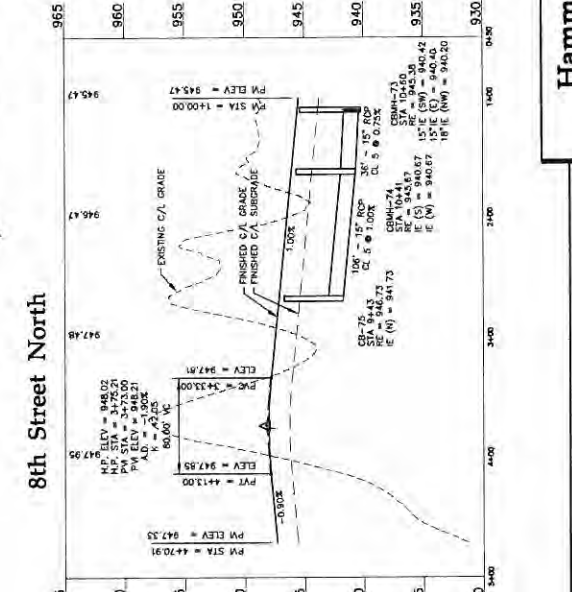 8th Street North
965
960
955
950
945
940
935
930
965
960
945.47
946.47
947.48
947.95
PVI ELEV = 945.47
PVI STA = 1+00.00
EXISTING C/L GRADE
FINISHED C/L GRADE
FINISHED C/L SUBGRADE
1.00%
36' - 15" RCP
CL 5 @ 0.75%
106' - 15" RCP
CL 5 @ 1.00%
CBMH-73
STA 10+50
RE = 945.38
15" IE (SW) = 940.42
15" IE (E) = 940.40
18" IE (NW) = 940.20
CBMH-74
STA 10+41
RE = 945.67
IE (S) = 940.67
IE (W) = 940.67
CB-75
STA 9+43
RE = 946.73
IE (N) = 941.73
H.P. ELEV = 948.02
H.P. STA = 3+75.21
PVI STA = 3+73.00
PVI ELEV = 948.21
A.D. = -1.90%
K = 42.05
80.00' VC
PVC = 3+33.00
ELEV = 947.81
PVT = 4+13.00
ELEV = 947.85
-0.90%
PVI STA = 4+70.91
PVI ELEV = 947.33
0+50
1+00
2+00
3+00
4+00
5+00
Hamm